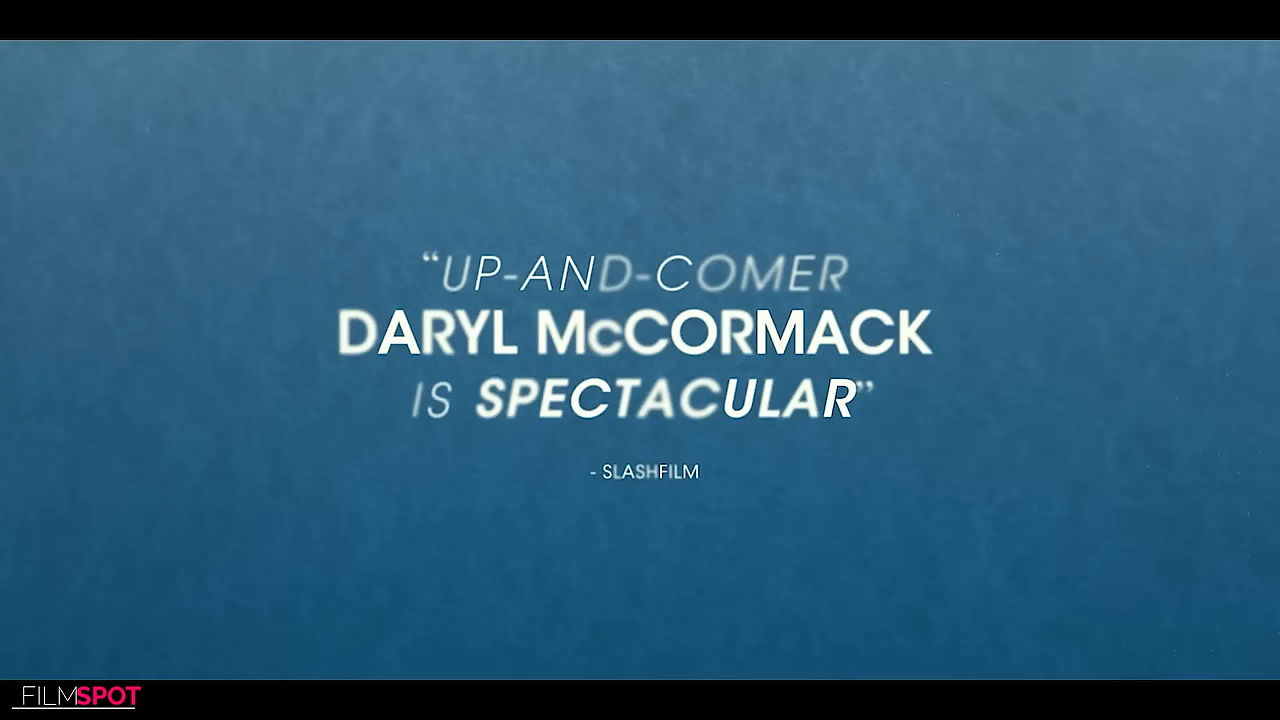 “UP-AND-COMER
DARYL McCORMACK
IS SPECTACULAR”
- SLASHFILM
FILMSPOT